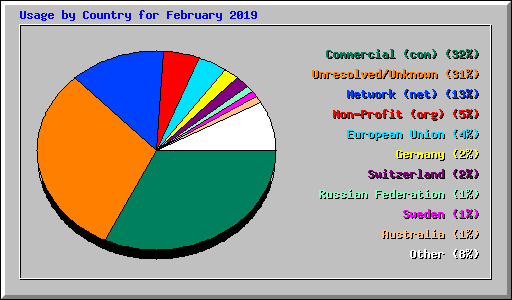 Usage by Country for February 2019
Commercial (com) (32%)
Unresolved/Unknown (31%)
Network (net) (13%)
Non-Profit (org) (5%)
European Union (4%)
Germany (2%)
Switzerland (2%)
Russian Federation (1%)
Sweden (1%)
Australia (1%)
Other (8%)